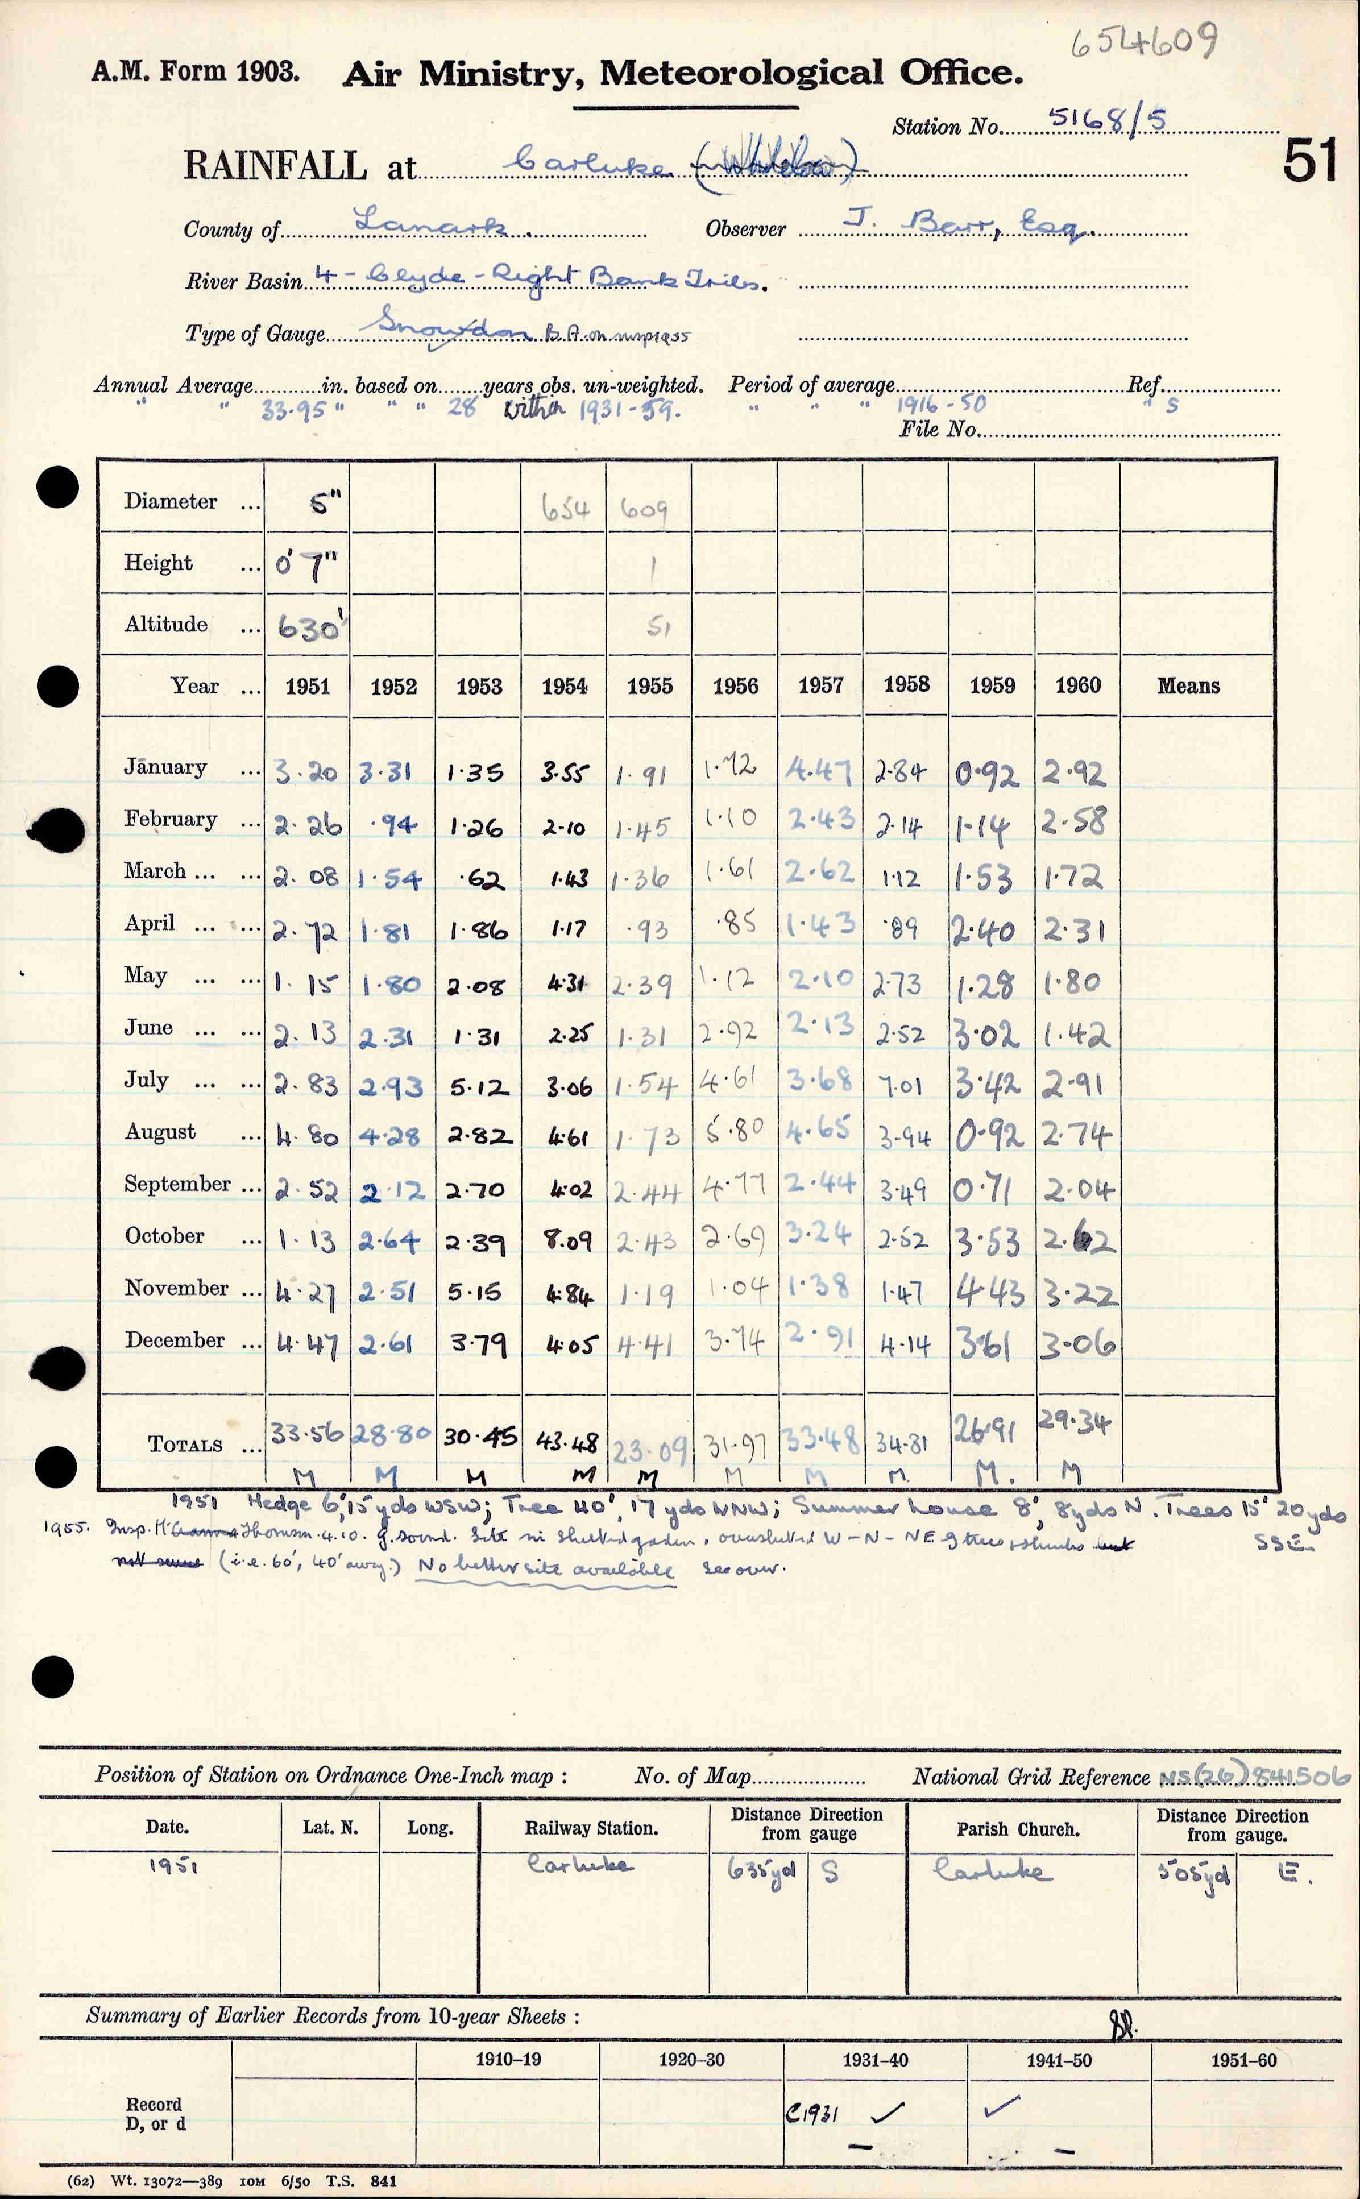 654609
A.M. Form 1903. Air Ministry, Meteorological Office.
Station No. 5168/5
51
RAINFALL at Carluke
County of Lanark. Observer J. Barr, Esq.
River Basin 4 - Clyde - Right Bank Tribs.
Type of Gauge Snowdon B.A. on
Annual Average in. based on years obs. un-weighted. Period of average Ref.
" " 33.95 " " " 28 within 1931-59. " " " 1916-50 " S
File No.
Diameter ... 5" 654 609
Height ... 0' 7" 1
Altitude ... 630' 51
Year ... 1951 1952 1953 1954 1955 1956 1957 1958 1959 1960 Means
January ... 3.20 3.31 1.35 3.55 1.91 1.72 4.47 2.84 0.92 2.92
February ... 2.26 .94 1.26 2.10 1.45 1.10 2.43 2.14 1.14 2.58
March ... ... 2.08 1.54 .62 1.43 1.36 1.61 2.62 1.12 1.53 1.72
April ... ... 2.72 1.81 1.86 1.17 .93 .85 1.43 .89 2.40 2.31
May ... ... 1.15 1.80 2.08 4.31 2.39 1.12 2.10 2.73 1.28 1.80
June ... ... 2.13 2.31 1.31 2.25 1.31 2.92 2.13 2.52 3.02 1.42
July ... ... 2.83 2.93 5.12 3.06 1.54 4.61 3.68 7.01 3.42 2.91
August ... 4.80 4.28 2.82 4.61 1.73 5.80 4.65 3.94 0.92 2.74
September ... 2.52 2.12 2.70 4.02 2.44 4.77 2.44 3.49 0.71 2.04
October ... 1.13 2.64 2.39 8.09 2.43 2.69 3.24 2.52 3.53 2.62
November ... 4.27 2.51 5.15 4.84 1.19 1.04 1.38 1.47 4.43 3.22
December ... 4.47 2.61 3.79 4.05 4.41 3.74 2.91 4.14 3.61 3.06
TOTALS ... 33.56 28.80 30.45 43.48 23.09 31.97 33.48 34.81 26.91 29.34
M M M M M M M M. M. M
1951 Hedge 6', 15 yds WSW; Tree 40', 17 yds WNW; Summer house 8', 8 yds N. Trees 15' 20 yds
SSE
1955. Insp. Thomson 4.10. g. sound. Site in sheltered garden, oversheltered W-N-NE by trees & shrubs but
not (i.e. 60', 40' away.) No better site available see over.
Position of Station on Ordnance One-Inch map : No. of Map National Grid Reference NS(26)841506
Date. Lat. N. Long. Railway Station. Distance Direction from gauge Parish Church. Distance Direction from gauge.
1951 Carluke 635 yd S Carluke 505 yd E.
Summary of Earlier Records from 10-year Sheets :
1910–19 1920–30 1931–40 1941–50 1951–60
Record
D, or d
C1931 ✓ ✓
– –
(62) Wt. 13072—389 10M 6/50 T.S. 841